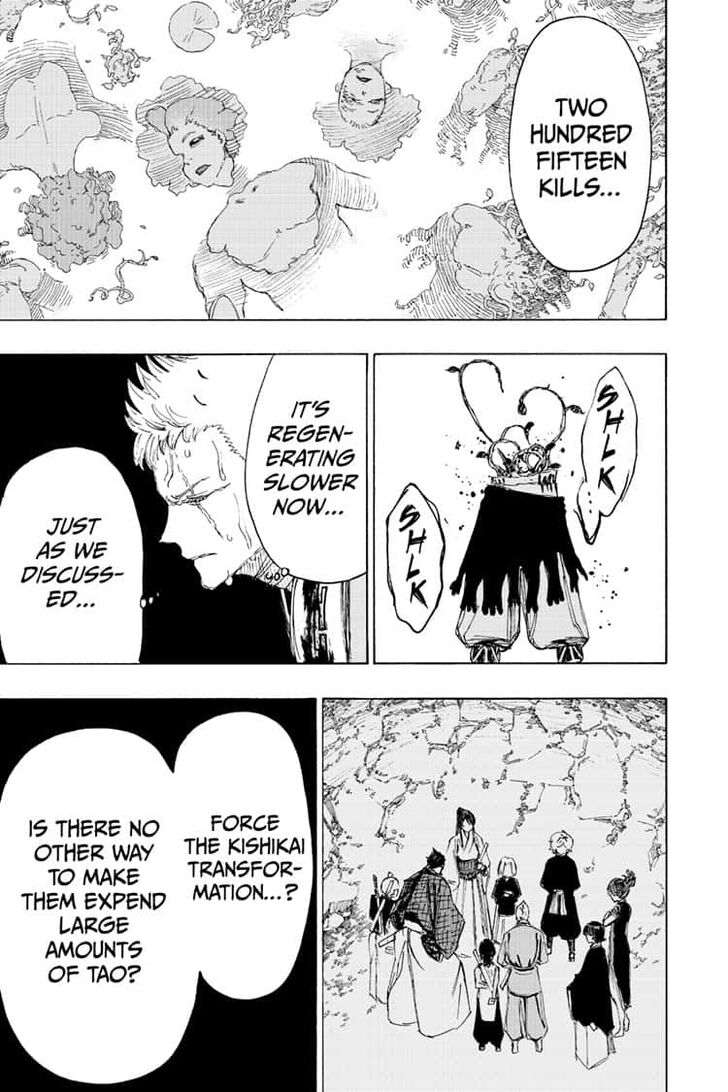 TWO
HUNDRED
FIFTEEN
KILLS...
SHLK
SHLK
IT'S
REGEN-
ERATING
SLOWER
NOW...
JUST
AS WE
DISCUSS-
ED...
FORCE
THE KISHIKAI
TRANSFOR-
MATION...?
IS THERE NO
OTHER WAY
TO MAKE
THEM EXPEND
LARGE
AMOUNTS
OF TAO?